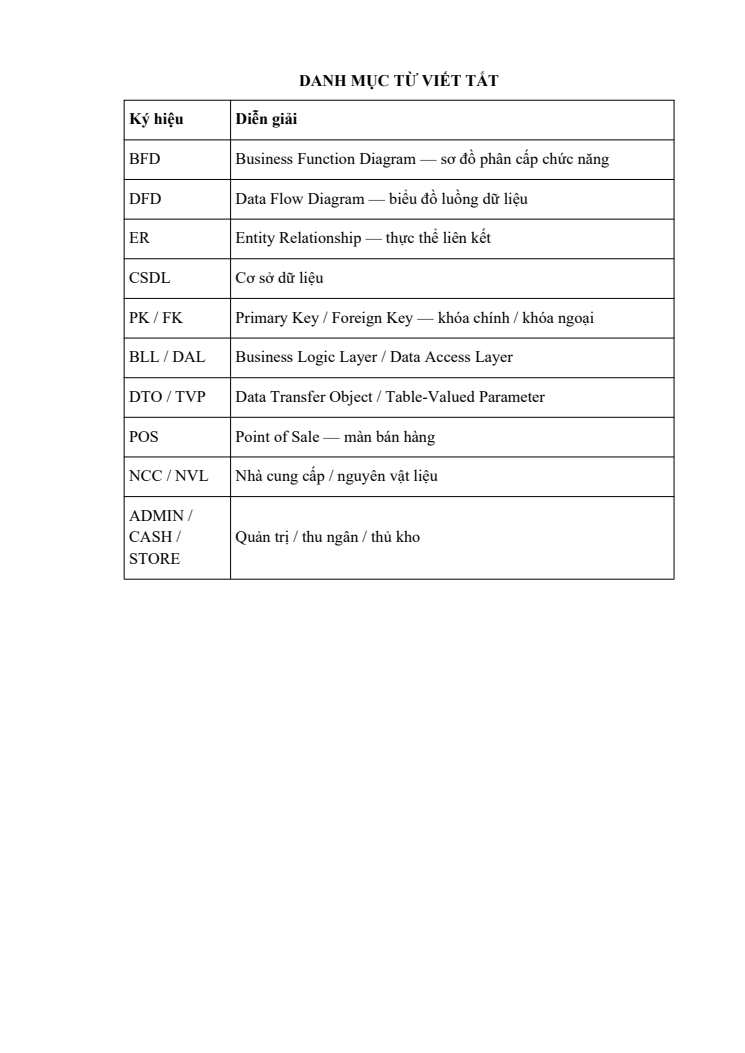 DANH MỤC TỪ VIẾT TẮT
Ký hiệu Diễn giải
BFD Business Function Diagram — sơ đồ phân cấp chức năng
DFD Data Flow Diagram — biểu đồ luồng dữ liệu
ER Entity Relationship — thực thể liên kết
CSDL Cơ sở dữ liệu
PK / FK Primary Key / Foreign Key — khóa chính / khóa ngoại
BLL / DAL Business Logic Layer / Data Access Layer
DTO / TVP Data Transfer Object / Table-Valued Parameter
POS Point of Sale — màn bán hàng
NCC / NVL Nhà cung cấp / nguyên vật liệu
ADMIN /
CASH /
STORE
Quản trị / thu ngân / thủ kho